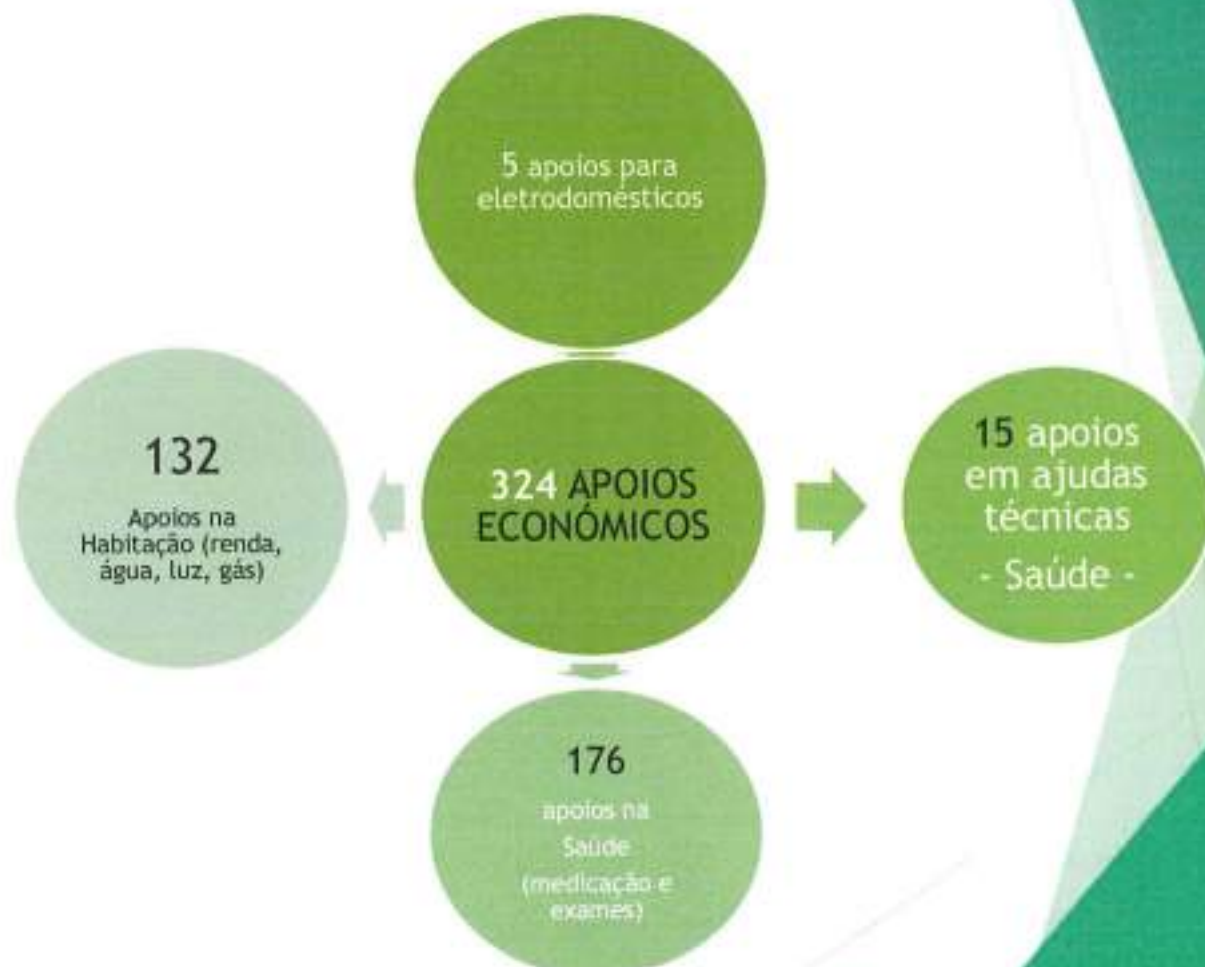 5 apoios para
eletrodomésticos
132
Apoios na
Habitação (renda,
água, luz, gás)
324 APOIOS
ECONÓMICOS
15 apoios
em ajudas
técnicas
- Saúde -
176
apoios na
Saúde
(medicação e
exames)